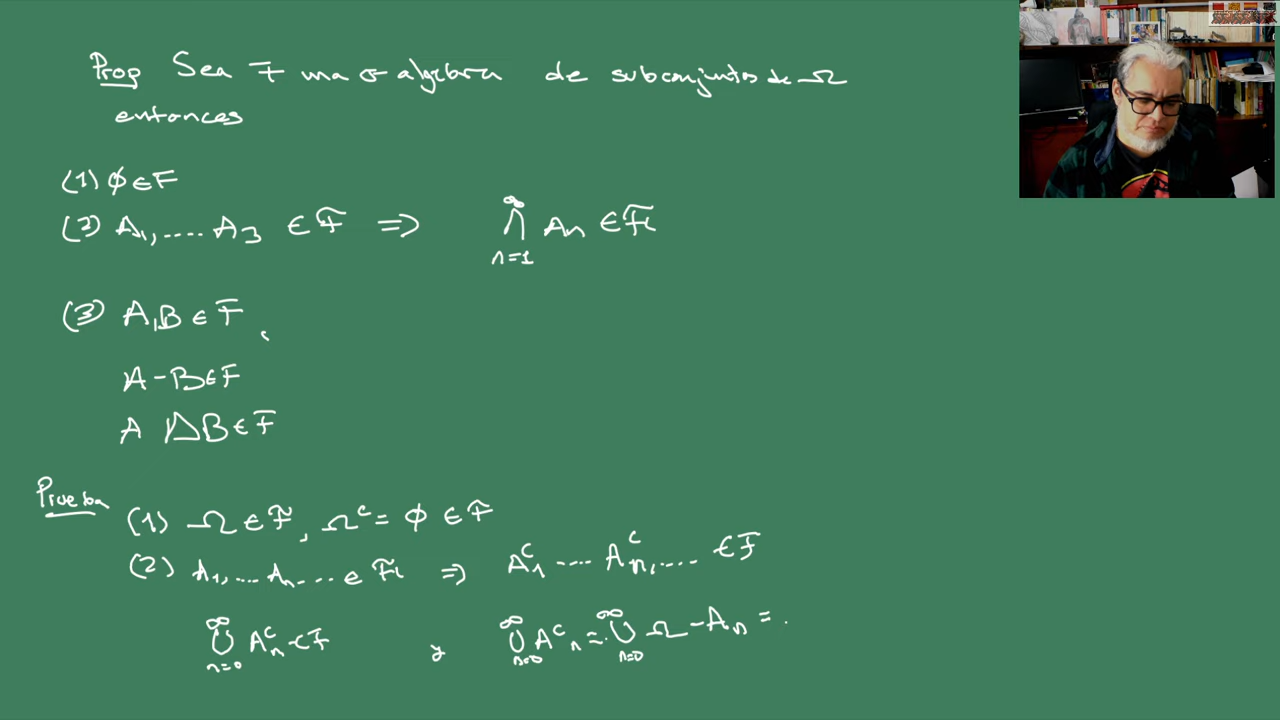 Prop Sea F una σ algebra de subconjuntos de Ω
entonces
(1) ∅ ∈ F
(2) A₁, .... A₃ ∈ F ⇒ ⋂_{n=1}^{∞} Aₙ ∈ F
(3) A, B ∈ F,
A - B ∈ F
A △ B ∈ F
Prueba
(1) Ω ∈ F, Ωᶜ = ∅ ∈ F
(2) A₁, .... Aₙ .... ∈ F ⇒ A₁ᶜ .... Aₙᶜ, .... ∈ F
⋃_{n=0}^{∞} Aₙᶜ ∈ F y ⋃_{n=0}^{∞} Aᶜₙ = ⋃_{n=0}^{∞} Ω - Aₙ =